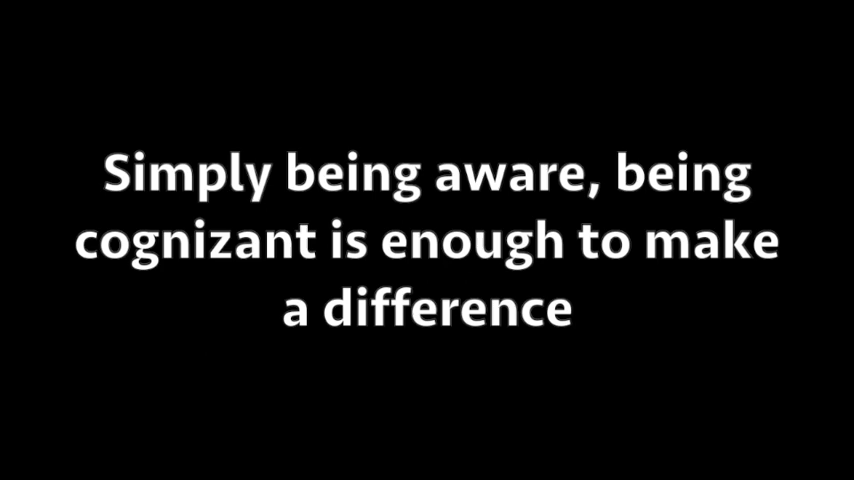 Simply being aware, being
cognizant is enough to make
a difference